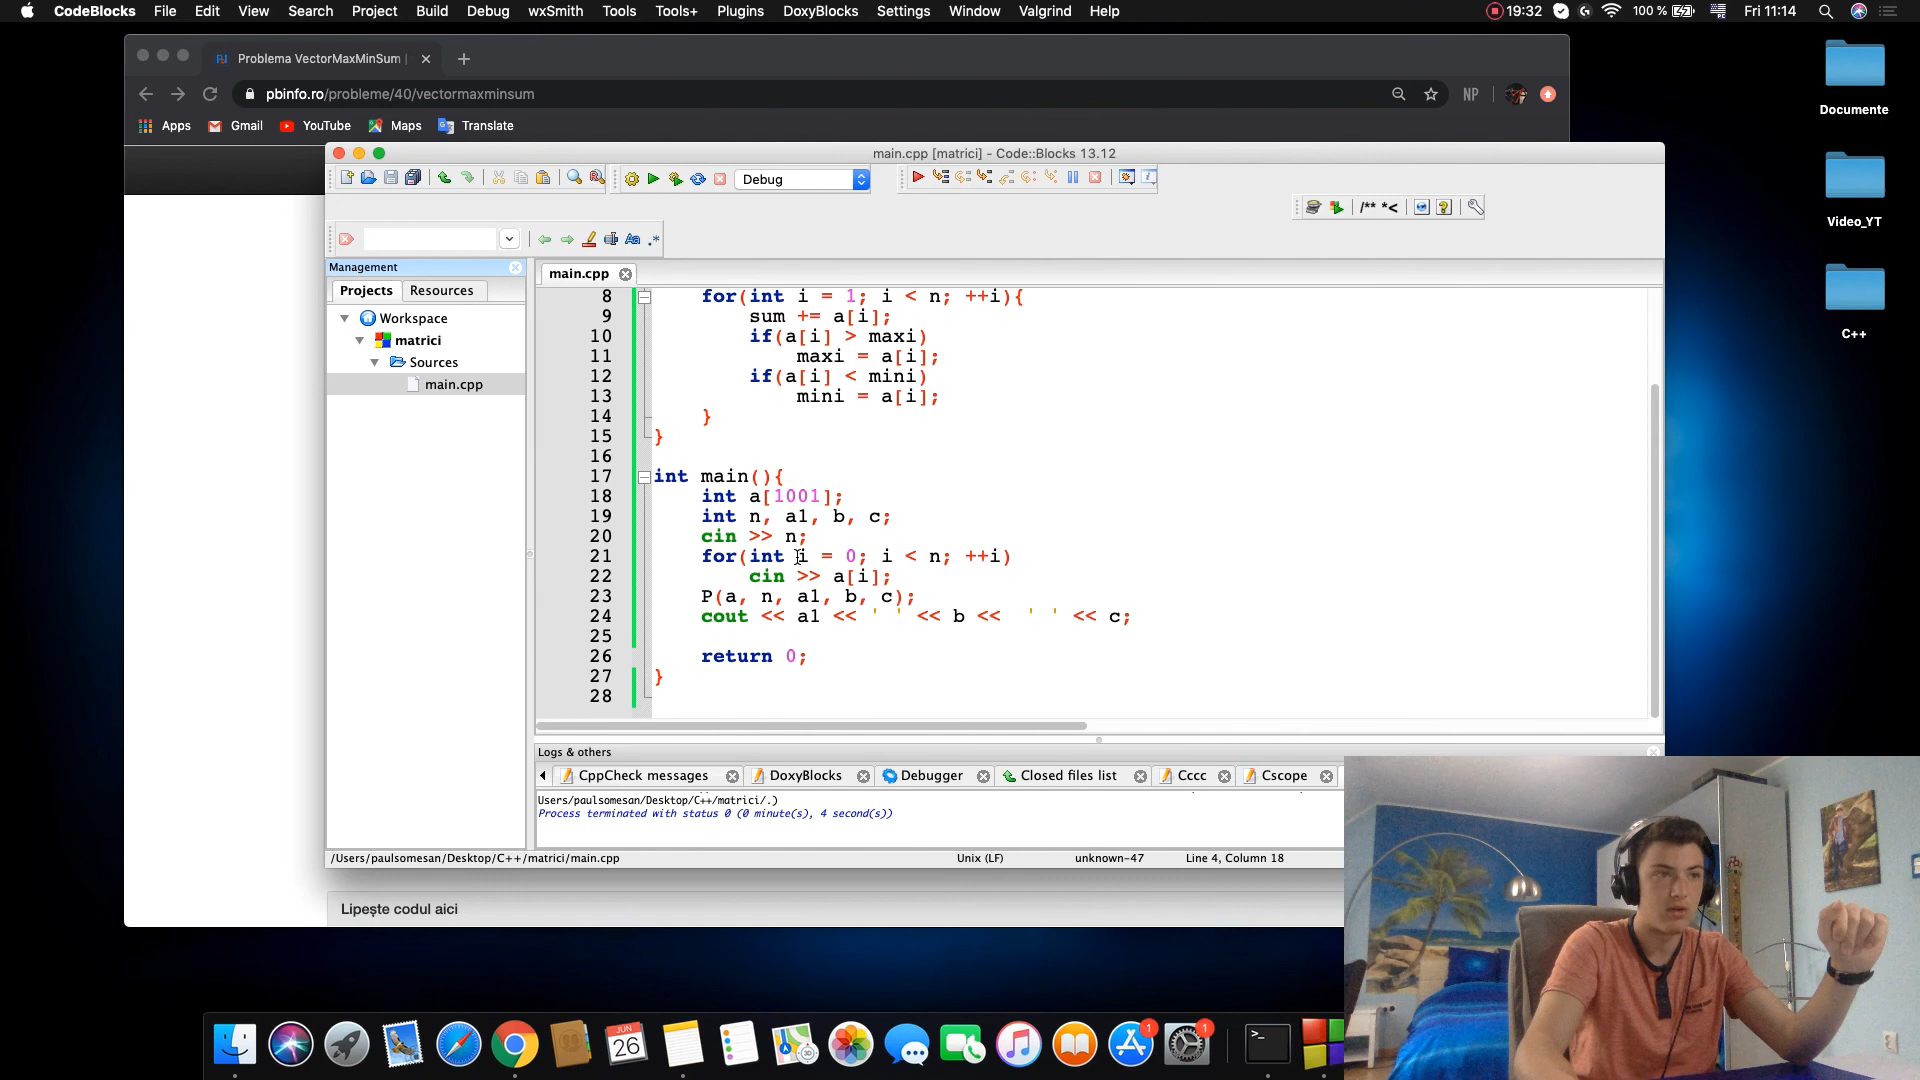 CodeBlocks File Edit View Search Project Build Debug wxSmith Tools Tools+ Plugins DoxyBlocks Settings Window Valgrind Help 19:32 100 % Fri 11:14
Problema VectorMaxMinSum |
pbinfo.ro/probleme/40/vectormaxminsum NP
Apps Gmail YouTube Maps Translate
Documente
Video_YT
C++
main.cpp [matrici] - Code::Blocks 13.12
Debug
/** *<
Aa .*
Management
Projects Resources
Workspace
matrici
Sources
main.cpp
main.cpp
8 for(int i = 1; i < n; ++i){
9 sum += a[i];
10 if(a[i] > maxi)
11 maxi = a[i];
12 if(a[i] < mini)
13 mini = a[i];
14 }
15 }
16
17 int main(){
18 int a[1001];
19 int n, a1, b, c;
20 cin >> n;
21 for(int i = 0; i < n; ++i)
22 cin >> a[i];
23 P(a, n, a1, b, c);
24 cout << a1 << ' ' << b <<  ' ' << c;
25
26 return 0;
27 }
28
Logs & others
CppCheck messages DoxyBlocks Debugger Closed files list Cccc Cscope
Users/paulsomesan/Desktop/C++/matrici/.)
Process terminated with status 0 (0 minute(s), 4 second(s))
/Users/paulsomesan/Desktop/C++/matrici/main.cpp Unix (LF) unknown-47 Line 4, Column 18
Lipește codul aici
JUN
26
3D
1
1
>_